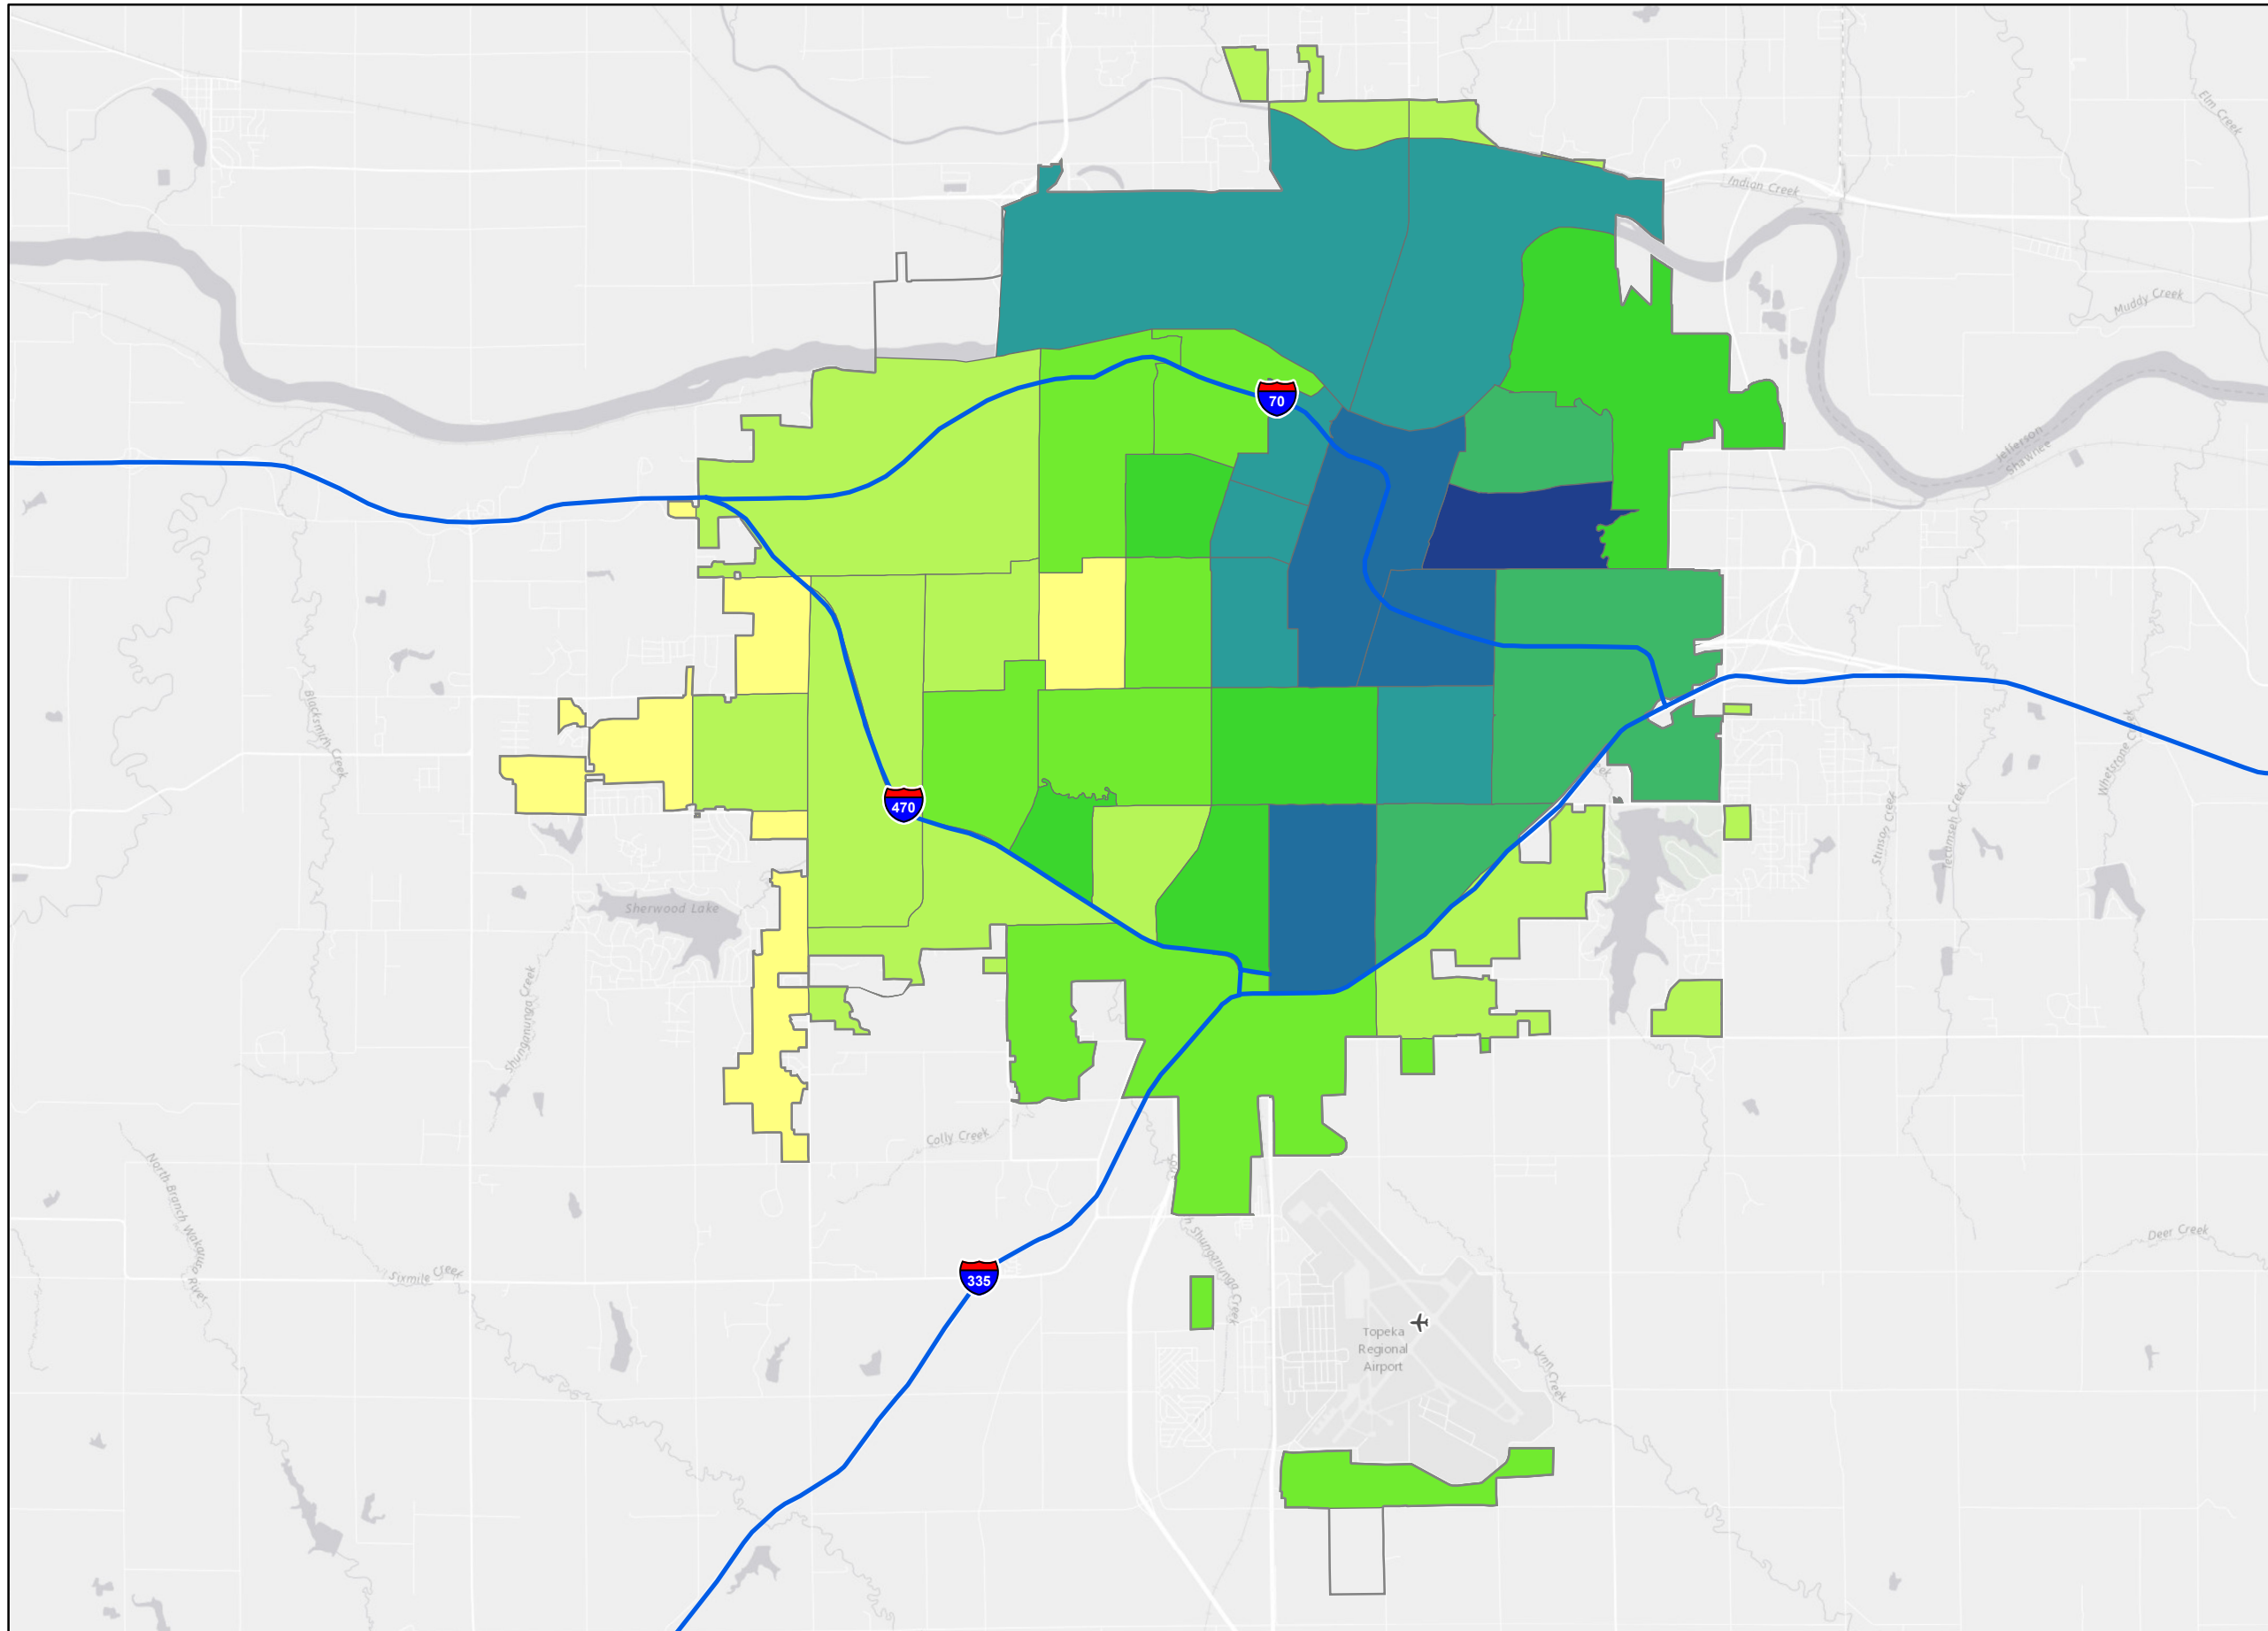 Elm Creek
Indian Creek
Muddy Creek
70
Jefferson
Shawnee
Blacksmith Creek
Whetstone Creek
470
Stinson Creek
Tecumseh Creek
Sherwood Lake
Shunganunga Creek
Colly Creek
North Branch Wakarusa
River
Deer Creek
Shunganunga Creek
Sixmile Creek
335
Topeka
Regional
Airport
Lynn Creek